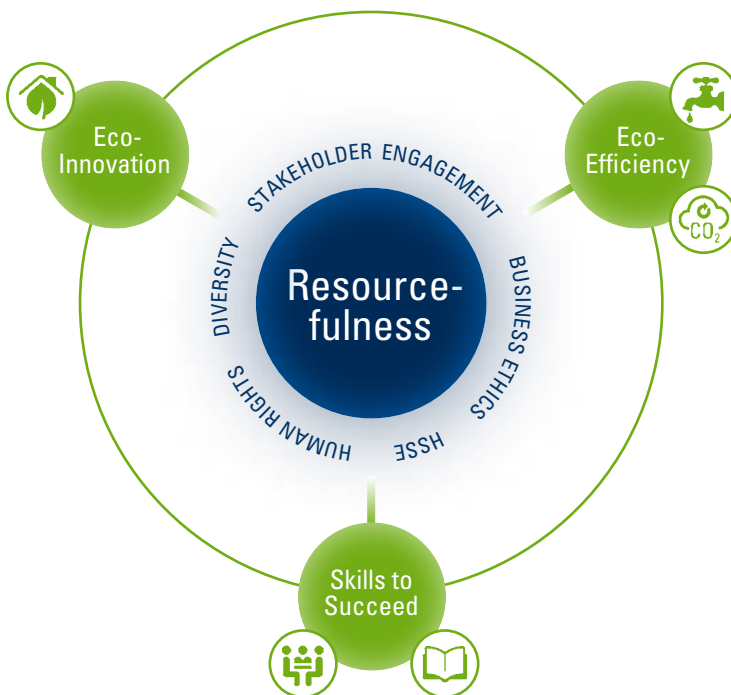 Eco-
Innovation
Eco-
Efficiency
CO₂
STAKEHOLDER ENGAGEMENT
DIVERSITY
BUSINESS ETHICS
Resource-
fulness
HUMAN RIGHTS
HSSE
Skills to
Succeed